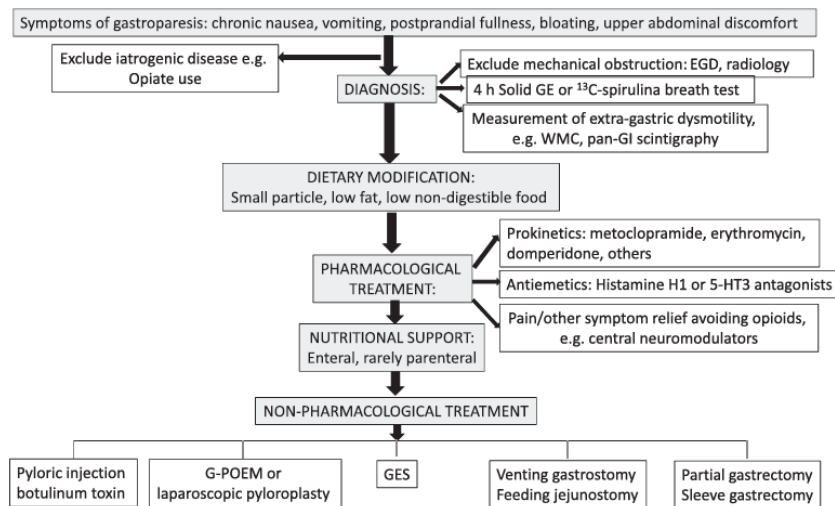 Symptoms of gastroparesis: chronic nausea, vomiting, postprandial fullness, bloating, upper abdominal discomfort
Exclude iatrogenic disease e.g.
Opiate use
DIAGNOSIS:
Exclude mechanical obstruction: EGD, radiology
4 h Solid GE or ¹³C-spirulina breath test
Measurement of extra-gastric dysmotility,
e.g. WMC, pan-GI scintigraphy
DIETARY MODIFICATION:
Small particle, low fat, low non-digestible food
PHARMACOLOGICAL
TREATMENT:
Prokinetics: metoclopramide, erythromycin,
domperidone, others
Antiemetics: Histamine H1 or 5-HT3 antagonists
Pain/other symptom relief avoiding opioids,
e.g. central neuromodulators
NUTRITIONAL SUPPORT:
Enteral, rarely parenteral
NON-PHARMACOLOGICAL TREATMENT
Pyloric injection
botulinum toxin
G-POEM or
laparoscopic pyloroplasty
GES
Venting gastrostomy
Feeding jejunostomy
Partial gastrectomy
Sleeve gastrectomy